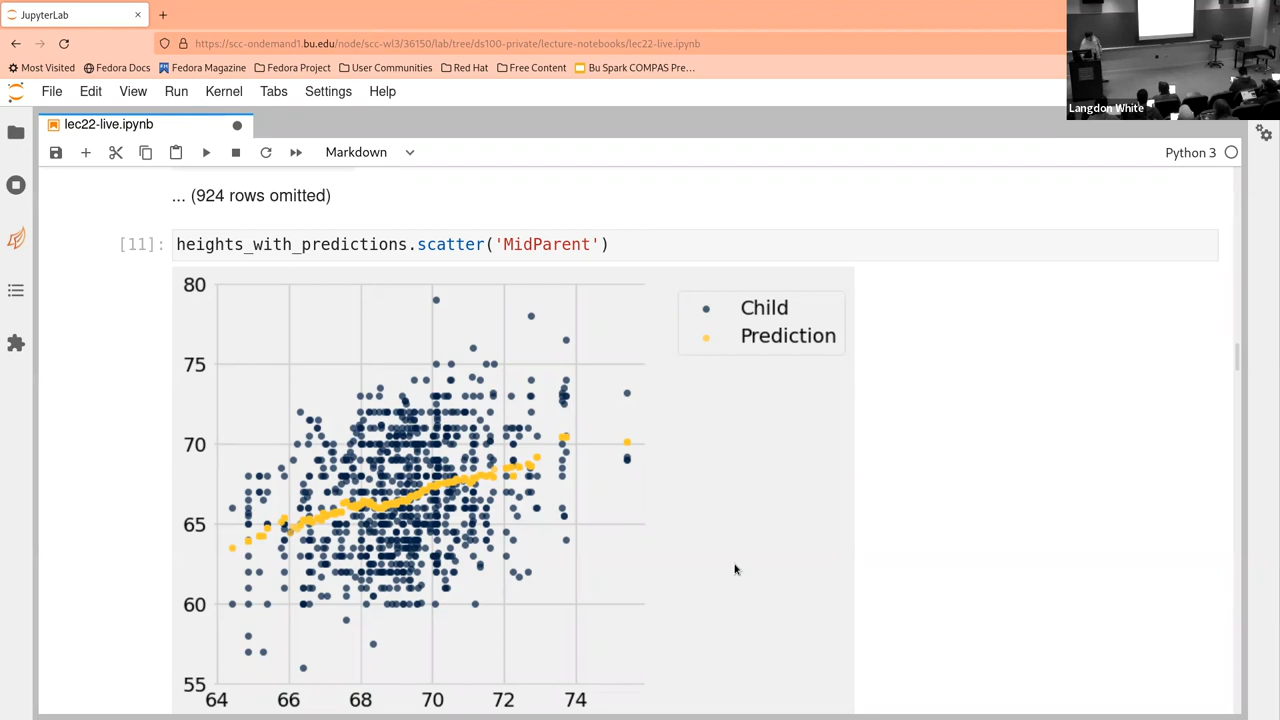 JupyterLab
https://scc-ondemand1.bu.edu/node/scc-wl3/36150/lab/tree/ds100-private/lecture-notebooks/lec22-live.ipynb
Most Visited Fedora Docs Fedora Magazine Fedora Project User Communities Red Hat Free Content Bu Spark COMPAS Pre...
Langdon White
File Edit View Run Kernel Tabs Settings Help
lec22-live.ipynb
Markdown Python 3
... (924 rows omitted)
[11]: heights_with_predictions.scatter('MidParent')
80
75
70
65
60
55
64 66 68 70 72 74
Child
Prediction